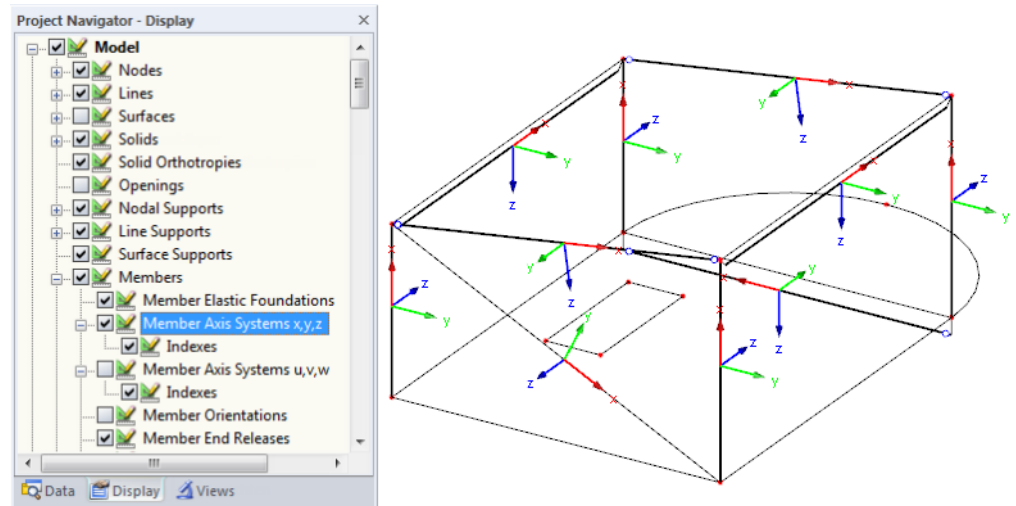 Project Navigator - Display
Model
Nodes
Lines
Surfaces
Solids
Solid Orthotropies
Openings
Nodal Supports
Line Supports
Surface Supports
Members
Member Elastic Foundations
Member Axis Systems x,y,z
Indexes
Member Axis Systems u,v,w
Indexes
Member Orientations
Member End Releases
Data Display Views
x
y
z
x
y
z
x
y
z
x
y
z
x
y
z
x
y
z
x
y
z
x
y
z
x
y
z
x
y
z